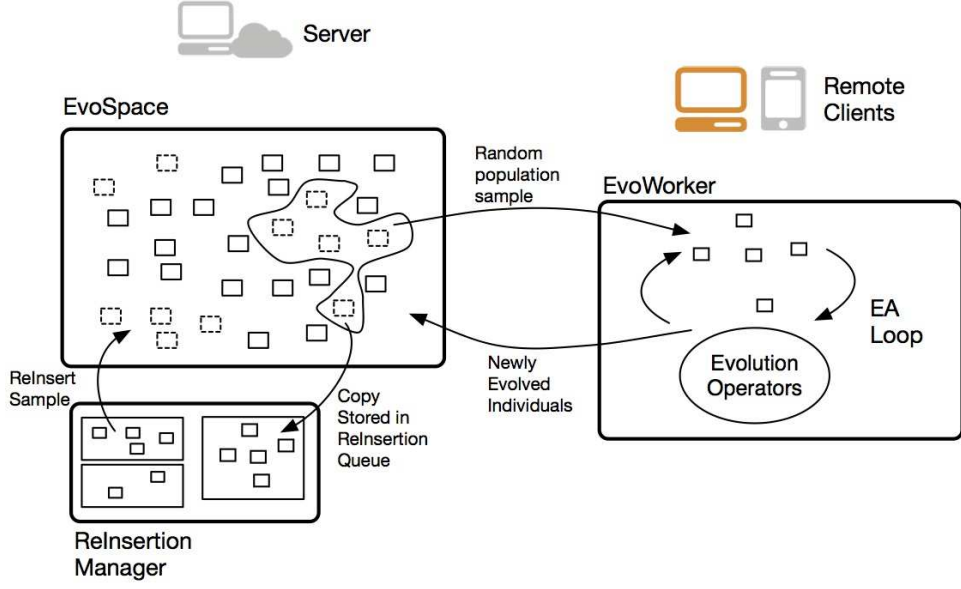 Server
Remote
Clients
EvoSpace
Random
population
sample
EvoWorker
EA
Loop
Evolution
Operators
Newly
Evolved
Individuals
ReInsert
Sample
Copy
Stored in
ReInsertion
Queue
ReInsertion
Manager